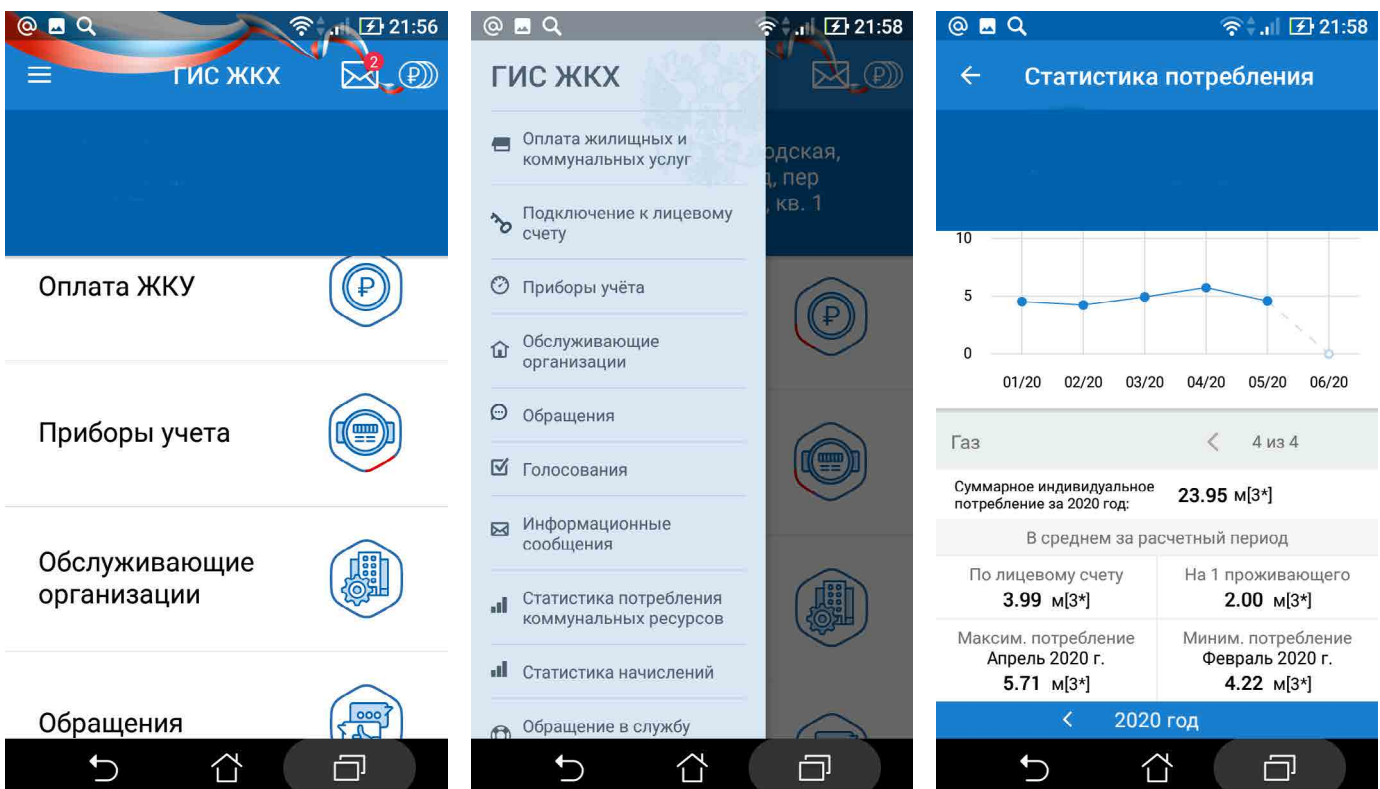 21:56
ГИС ЖКХ
2
Оплата ЖКУ
Приборы учета
Обслуживающие
организации
Обращения
21:58
ГИС ЖКХ
Оплата жилищных и
коммунальных услуг
Подключение к лицевому
счету
Приборы учёта
Обслуживающие
организации
Обращения
Голосования
Информационные
сообщения
Статистика потребления
коммунальных ресурсов
Статистика начислений
Обращение в службу
одская,
д, пер
, кв. 1
21:58
Статистика потребления
10
5
0
01/20 02/20 03/20 04/20 05/20 06/20
Газ 4 из 4
Суммарное индивидуальное
потребление за 2020 год: 23.95 м[3*]
В среднем за расчетный период
По лицевому счету На 1 проживающего
3.99 м[3*] 2.00 м[3*]
Максим. потребление Миним. потребление
Апрель 2020 г. Февраль 2020 г.
5.71 м[3*] 4.22 м[3*]
2020 год